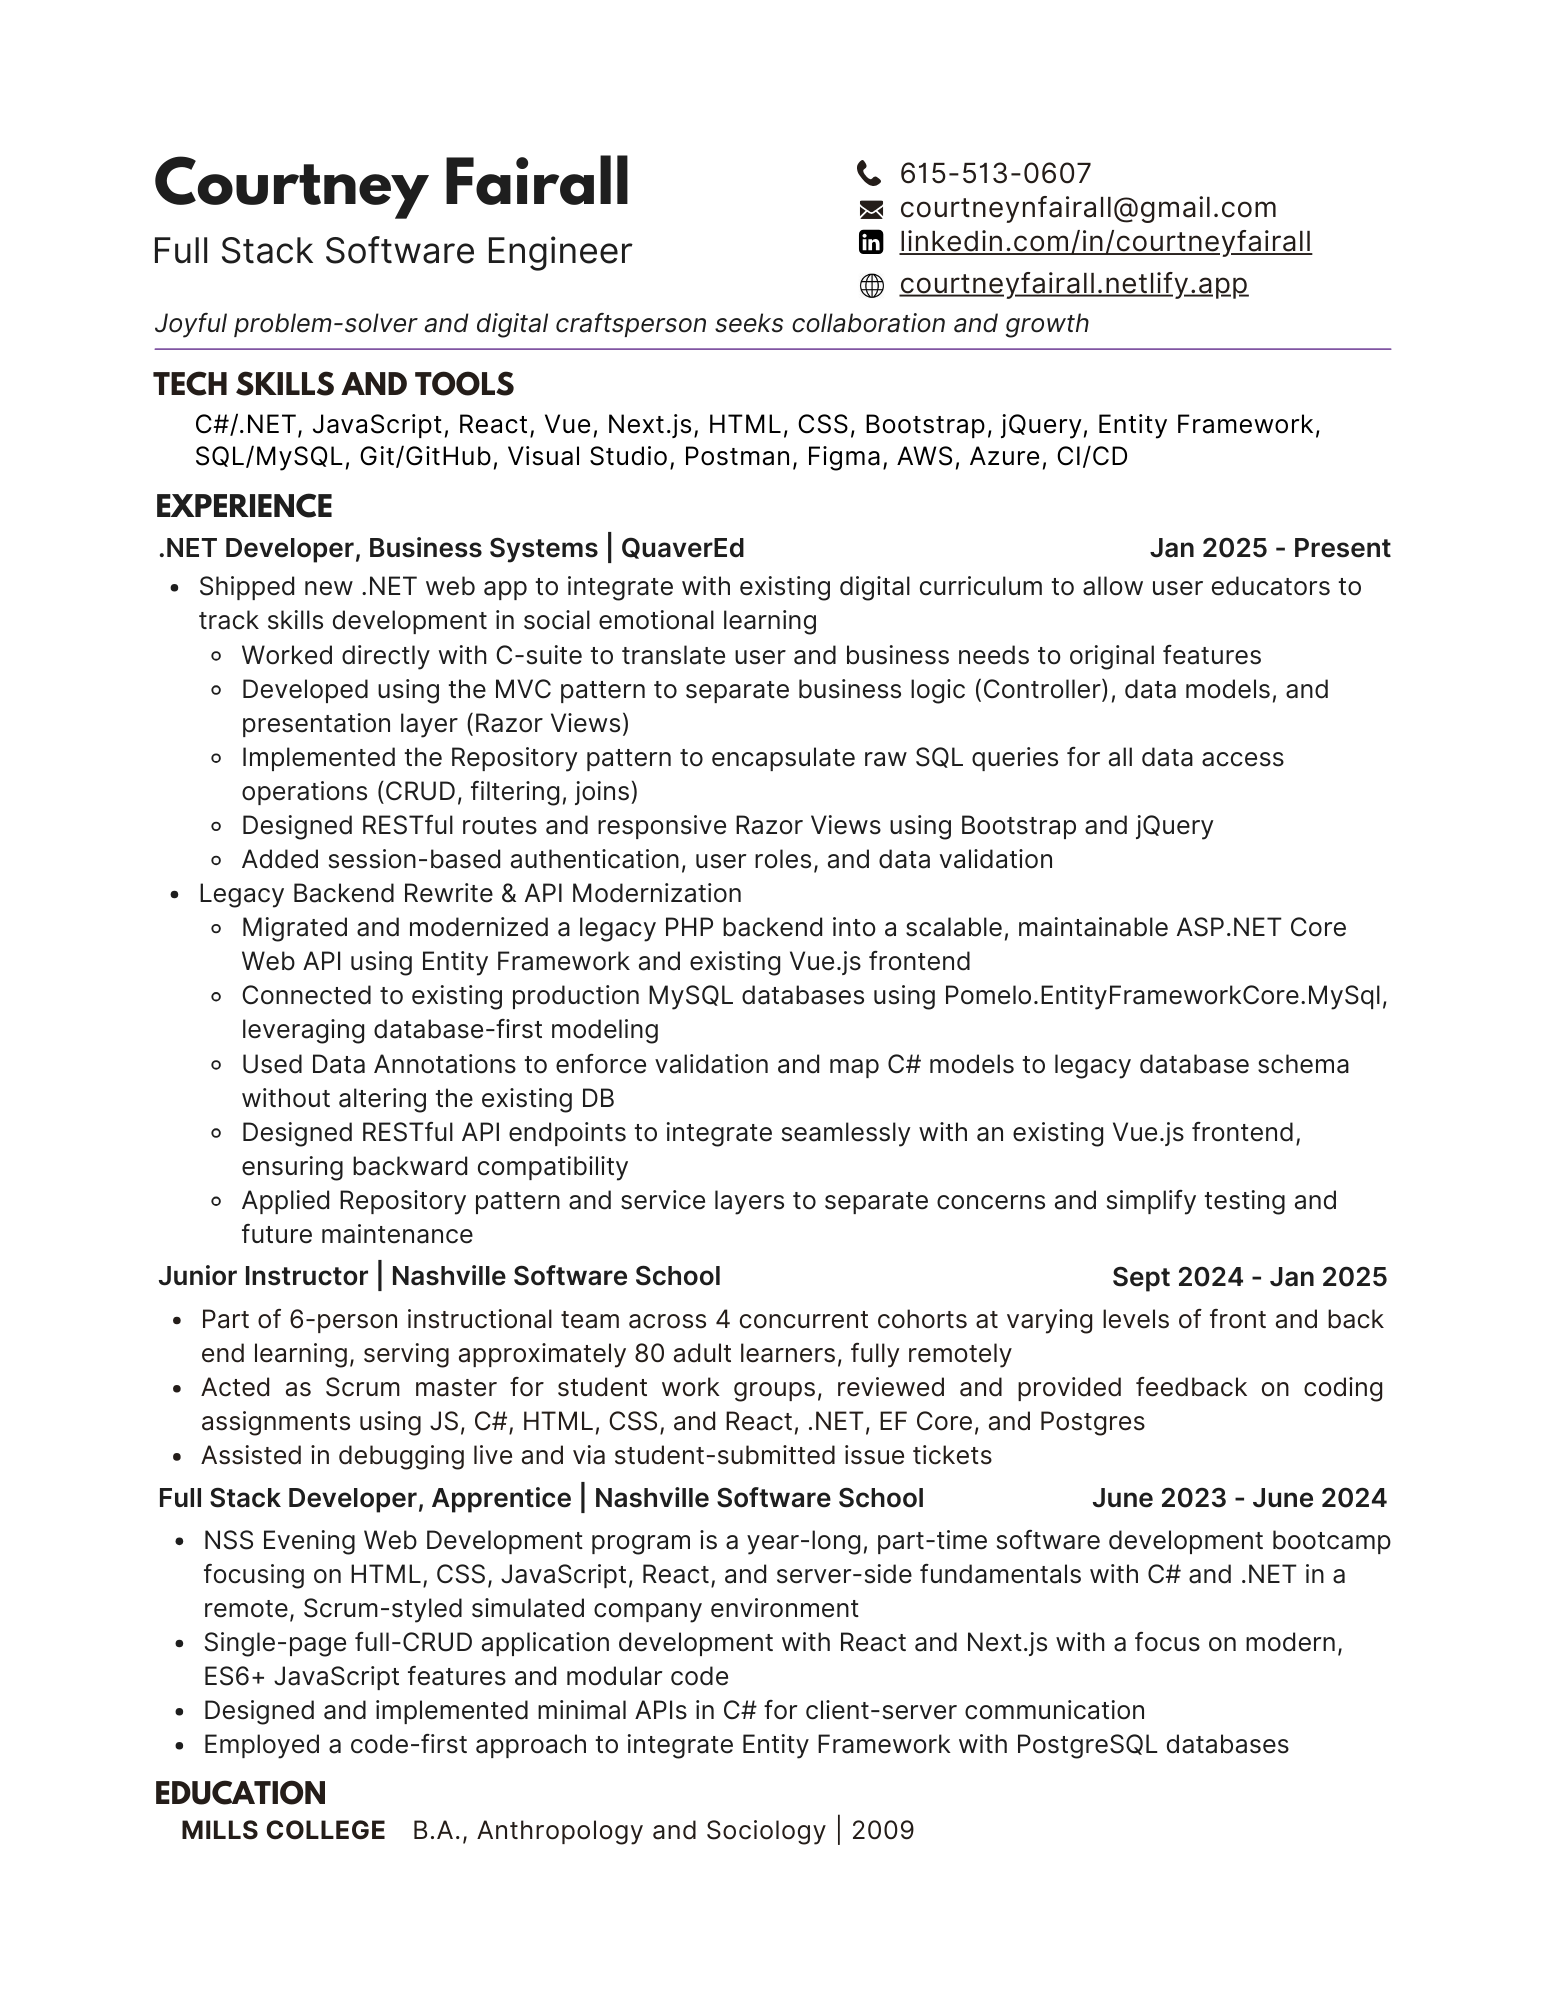 Courtney Fairall
Full Stack Software Engineer
615-513-0607
courtneynfairall@gmail.com
linkedin.com/in/courtneyfairall
courtneyfairall.netlify.app
Joyful problem-solver and digital craftsperson seeks collaboration and growth
TECH SKILLS AND TOOLS
C#/.NET, JavaScript, React, Vue, Next.js, HTML, CSS, Bootstrap, jQuery, Entity Framework,
SQL/MySQL, Git/GitHub, Visual Studio, Postman, Figma, AWS, Azure, CI/CD
EXPERIENCE
.NET Developer, Business Systems | QuaverEd Jan 2025 - Present
• Shipped new .NET web app to integrate with existing digital curriculum to allow user educators to
track skills development in social emotional learning
◦ Worked directly with C-suite to translate user and business needs to original features
◦ Developed using the MVC pattern to separate business logic (Controller), data models, and
presentation layer (Razor Views)
◦ Implemented the Repository pattern to encapsulate raw SQL queries for all data access
operations (CRUD, filtering, joins)
◦ Designed RESTful routes and responsive Razor Views using Bootstrap and jQuery
◦ Added session-based authentication, user roles, and data validation
• Legacy Backend Rewrite & API Modernization
◦ Migrated and modernized a legacy PHP backend into a scalable, maintainable ASP.NET Core
Web API using Entity Framework and existing Vue.js frontend
◦ Connected to existing production MySQL databases using Pomelo.EntityFrameworkCore.MySql,
leveraging database-first modeling
◦ Used Data Annotations to enforce validation and map C# models to legacy database schema
without altering the existing DB
◦ Designed RESTful API endpoints to integrate seamlessly with an existing Vue.js frontend,
ensuring backward compatibility
◦ Applied Repository pattern and service layers to separate concerns and simplify testing and
future maintenance
Junior Instructor | Nashville Software School Sept 2024 - Jan 2025
• Part of 6-person instructional team across 4 concurrent cohorts at varying levels of front and back
end learning, serving approximately 80 adult learners, fully remotely
• Acted as Scrum master for student work groups, reviewed and provided feedback on coding
assignments using JS, C#, HTML, CSS, and React, .NET, EF Core, and Postgres
• Assisted in debugging live and via student-submitted issue tickets
Full Stack Developer, Apprentice | Nashville Software School June 2023 - June 2024
• NSS Evening Web Development program is a year-long, part-time software development bootcamp
focusing on HTML, CSS, JavaScript, React, and server-side fundamentals with C# and .NET in a
remote, Scrum-styled simulated company environment
• Single-page full-CRUD application development with React and Next.js with a focus on modern,
ES6+ JavaScript features and modular code
• Designed and implemented minimal APIs in C# for client-server communication
• Employed a code-first approach to integrate Entity Framework with PostgreSQL databases
EDUCATION
MILLS COLLEGE B.A., Anthropology and Sociology | 2009